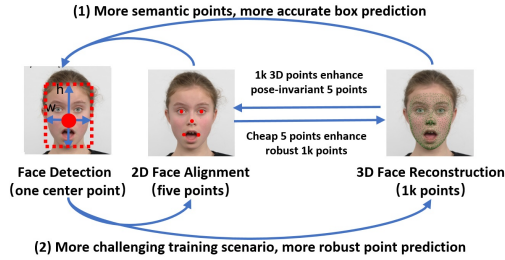 (1) More semantic points, more accurate box prediction
h
w
1k 3D points enhance
pose-invariant 5 points
Cheap 5 points enhance
robust 1k points
Face Detection
(one center point)
2D Face Alignment
(five points)
3D Face Reconstruction
(1k points)
(2) More challenging training scenario, more robust point prediction